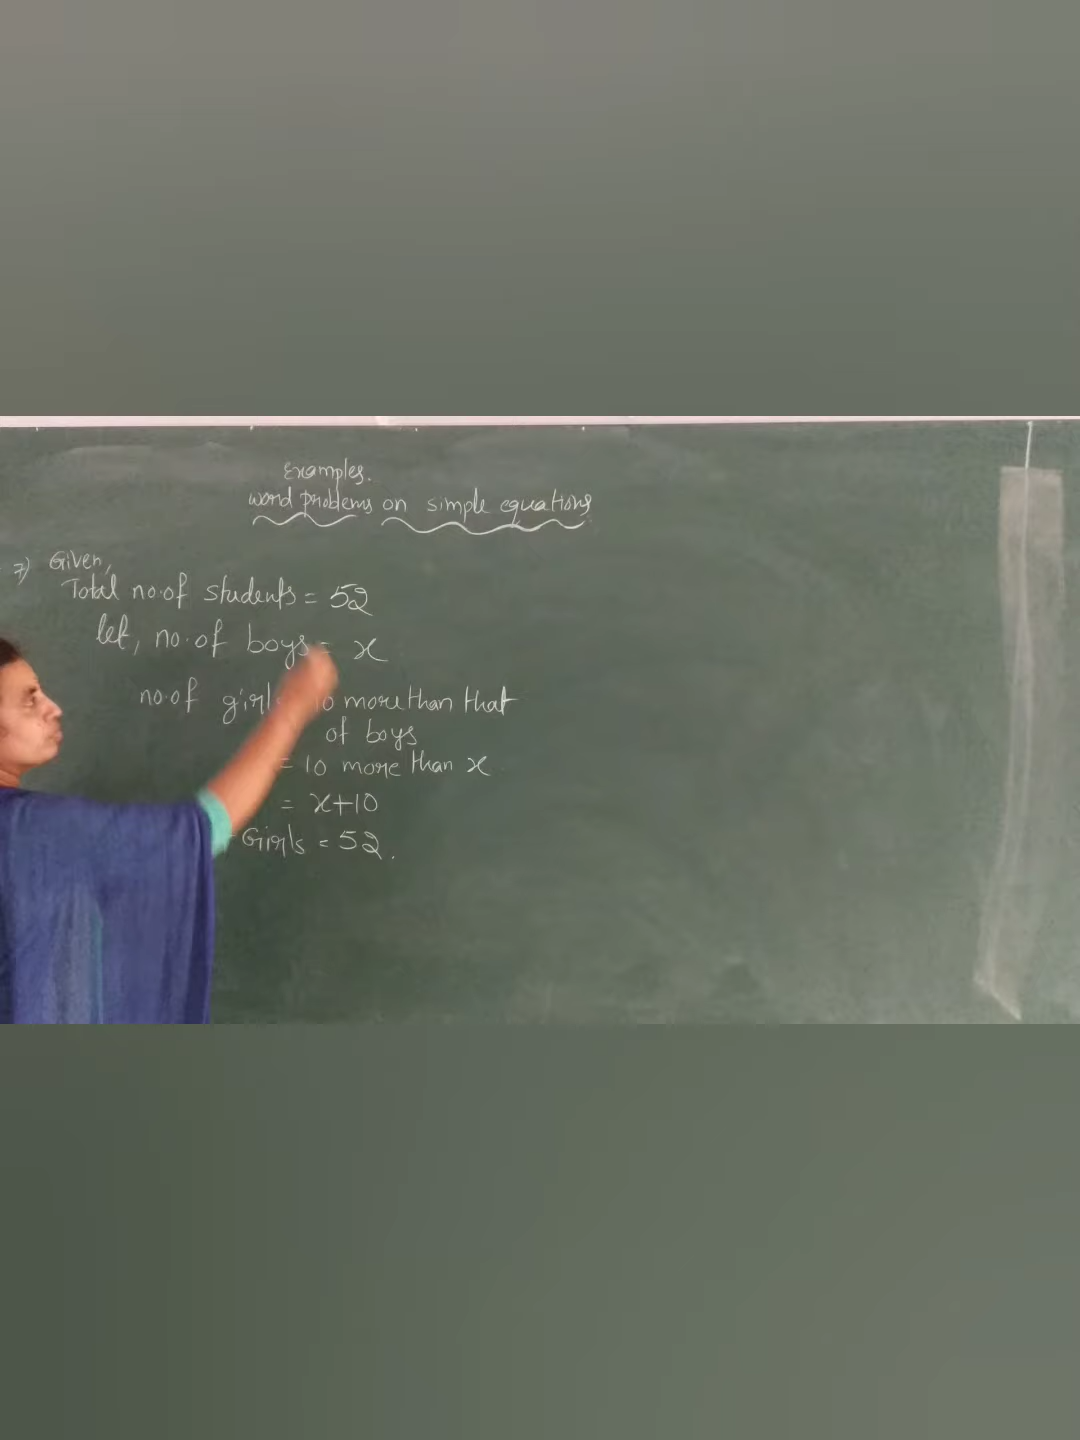 Examples.
word problems on simple equations
7) Given,
Total no.of students = 52
let, no.of boys = x
no.of girls 10 more than that
of boys
= 10 more than x
= x+10
Girls = 52.